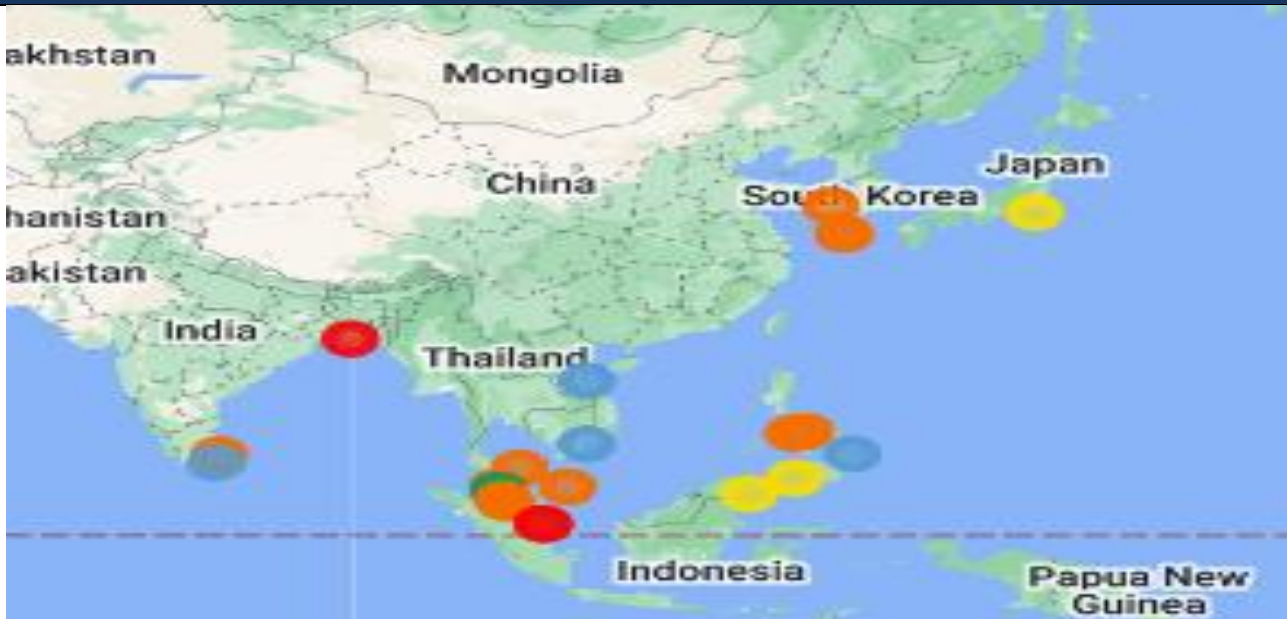 akhstan
Mongolia
China
Japan
South Korea
hanistan
akistan
India
Thailand
Indonesia
Papua New
Guinea